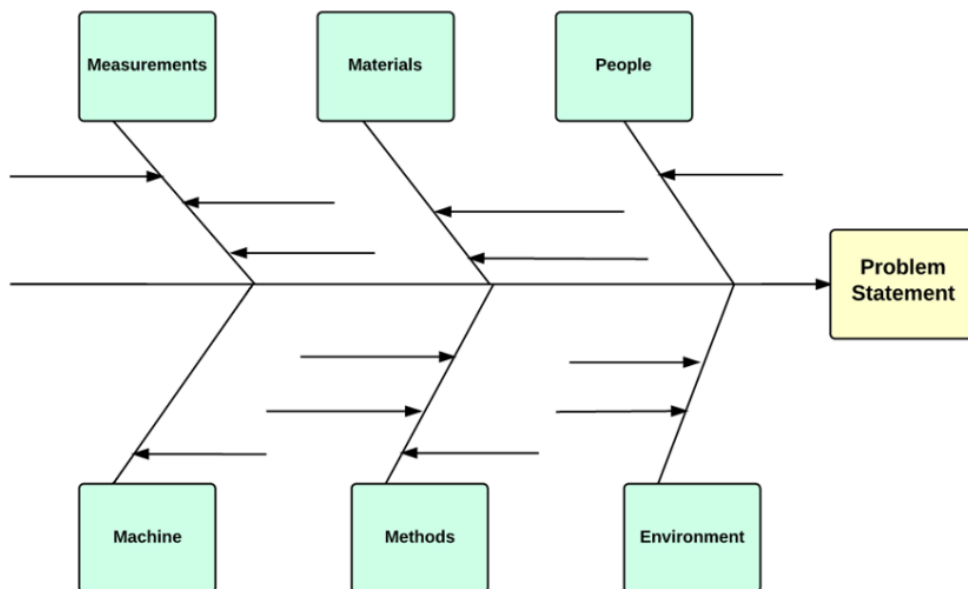 Measurements
Materials
People
Problem
Statement
Machine
Methods
Environment